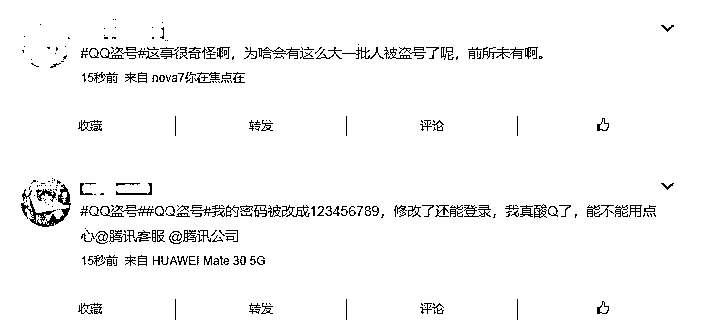 #QQ盗号#这事很奇怪啊，为啥会有这么大一批人被盗号了呢，前所未有啊。
15秒前 来自 nova7你在焦点在
收藏 转发 评论
#QQ盗号##QQ盗号#我的密码被改成123456789，修改了还能登录，我真酸Q了，能不能用点
心@腾讯客服 @腾讯公司
15秒前 来自 HUAWEI Mate 30 5G
收藏 转发 评论